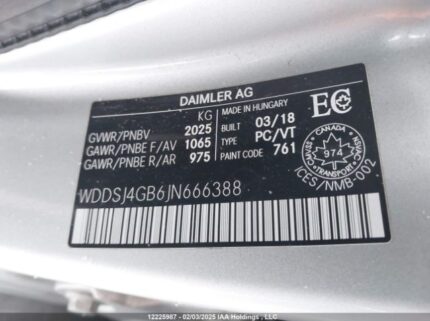 DAIMLER AG
KG
MADE IN HUNGARY
GVWR/PNBV 2025 BUILT 03/18
GAWR/PNBE F/AV 1065 TYPE PC/VT
GAWR/PNBE R/AR 975 PAINT CODE 761
EC
CANADA
974
TRANSPORT
ICES/NMB-002
WDDSJ4GB6JN666388
12225987 - 02/03/2025 IAA Holdings, LLC Copyright